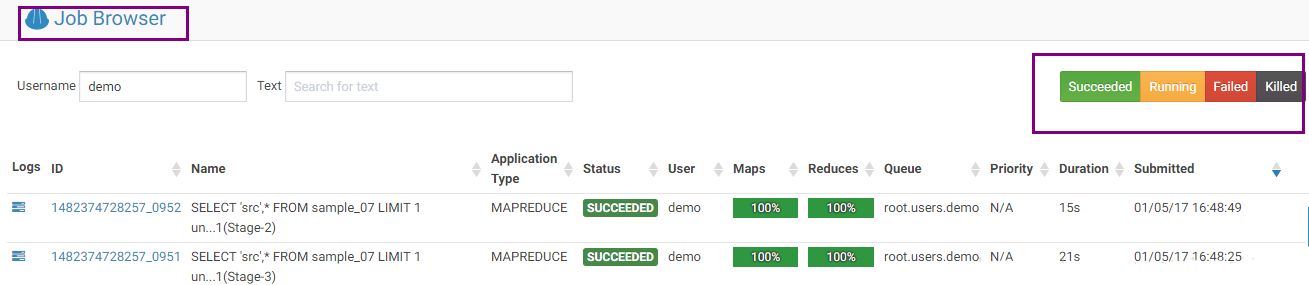 Job Browser
Username demo Text Search for text Succeeded Running Failed Killed
Logs ID Name Application Type Status User Maps Reduces Queue Priority Duration Submitted
1482374728257_0952 SELECT 'src',* FROM sample_07 LIMIT 1 MAPREDUCE SUCCEEDED demo 100% 100% root.users.demo N/A 15s 01/05/17 16:48:49
un...1(Stage-2)
1482374728257_0951 SELECT 'src',* FROM sample_07 LIMIT 1 MAPREDUCE SUCCEEDED demo 100% 100% root.users.demo N/A 21s 01/05/17 16:48:25
un...1(Stage-3)